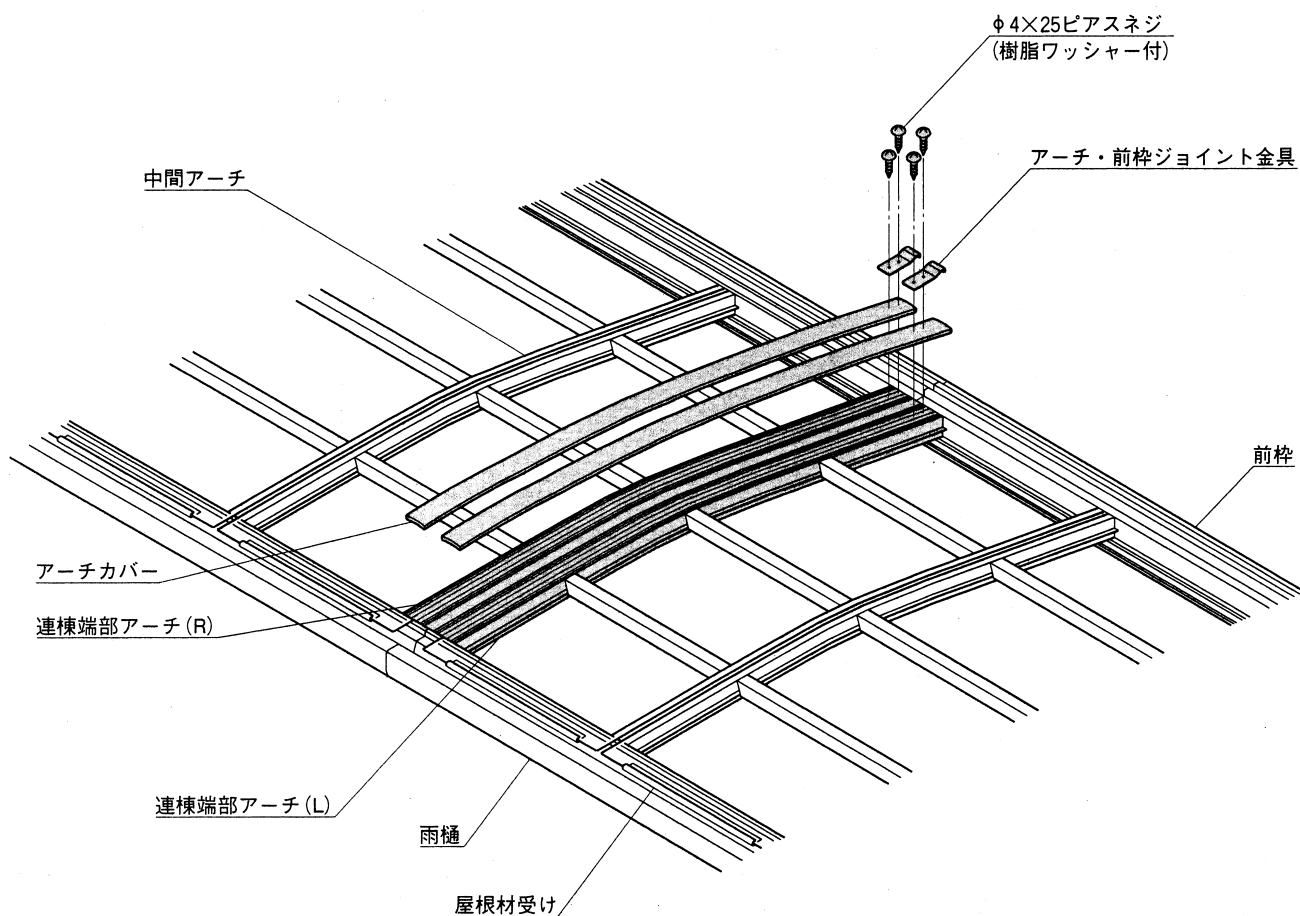 φ4×25ピアスネジ
(樹脂ワッシャー付)
アーチ・前枠ジョイント金具
中間アーチ
前枠
アーチカバー
連棟端部アーチ(R)
連棟端部アーチ(L)
雨樋
屋根材受け